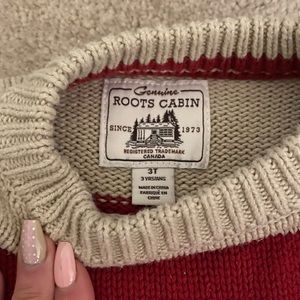 Genuine
ROOTS CABIN
SINCE 1973
REGISTERED TRADEMARK
CANADA
3T
3 YRS/ANS
MADE IN CHINA
FABRIQUÉ EN
CHINE